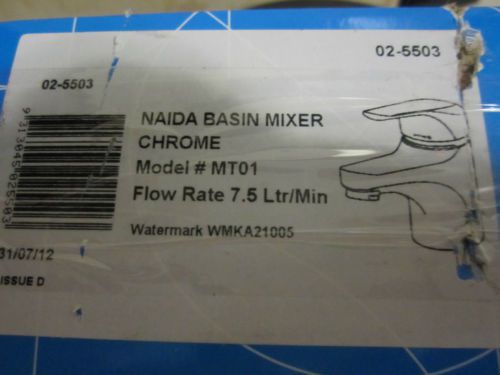 02-5503
02-5503
9313045025503
NAIDA BASIN MIXER
CHROME
Model # MT01
Flow Rate 7.5 Ltr/Min
Watermark WMKA21005
31/07/12
ISSUE D